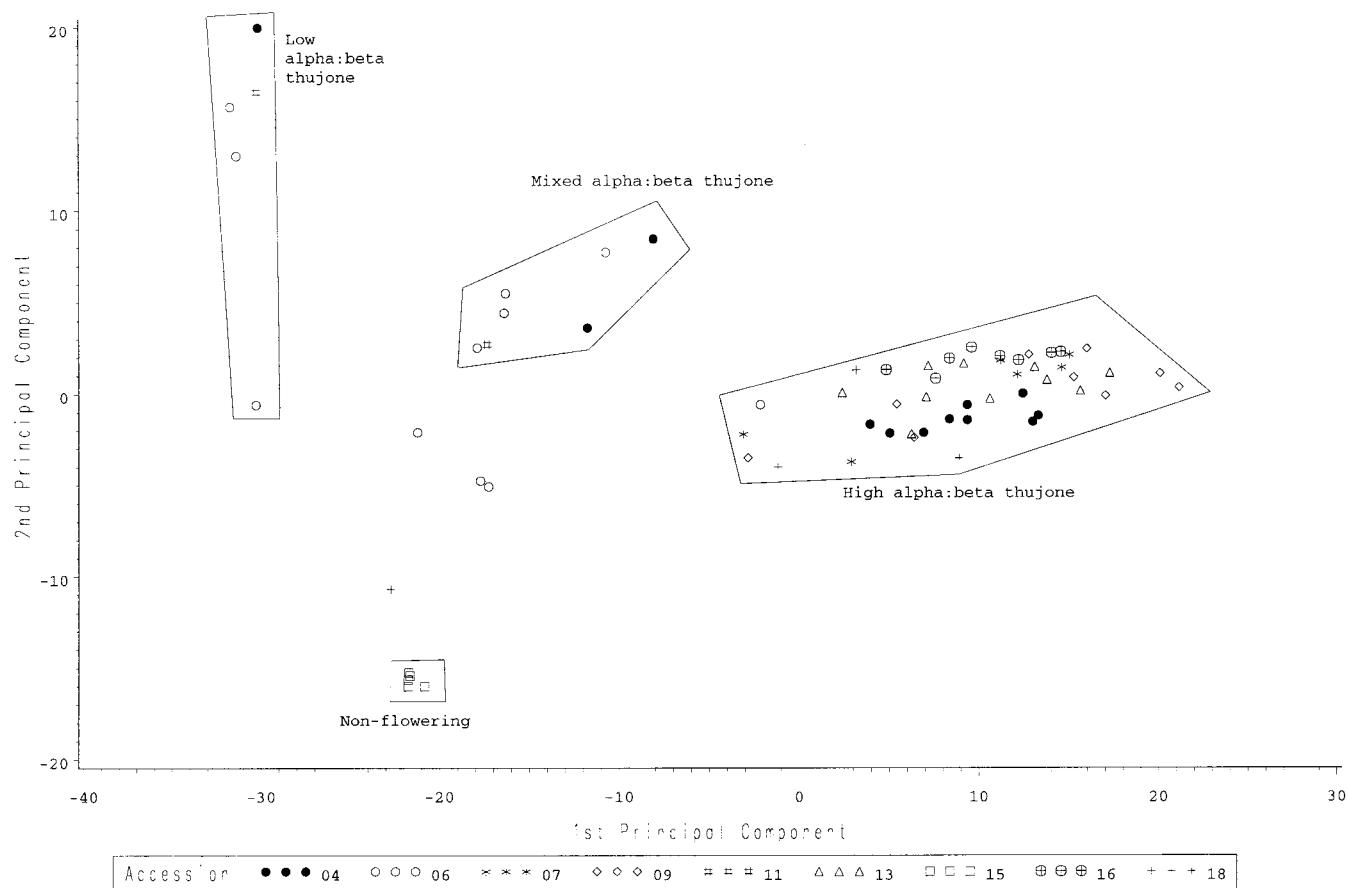 20
Low
alpha:beta
thujone
Mixed alpha:beta thujone
10
2nd Principal Component
0
High alpha:beta thujone
-10
Non-flowering
-20
-40 -30 -20 -10 0 10 20 30
1st Principal Component
Accession 04 06 07 09 11 13 15 16 18